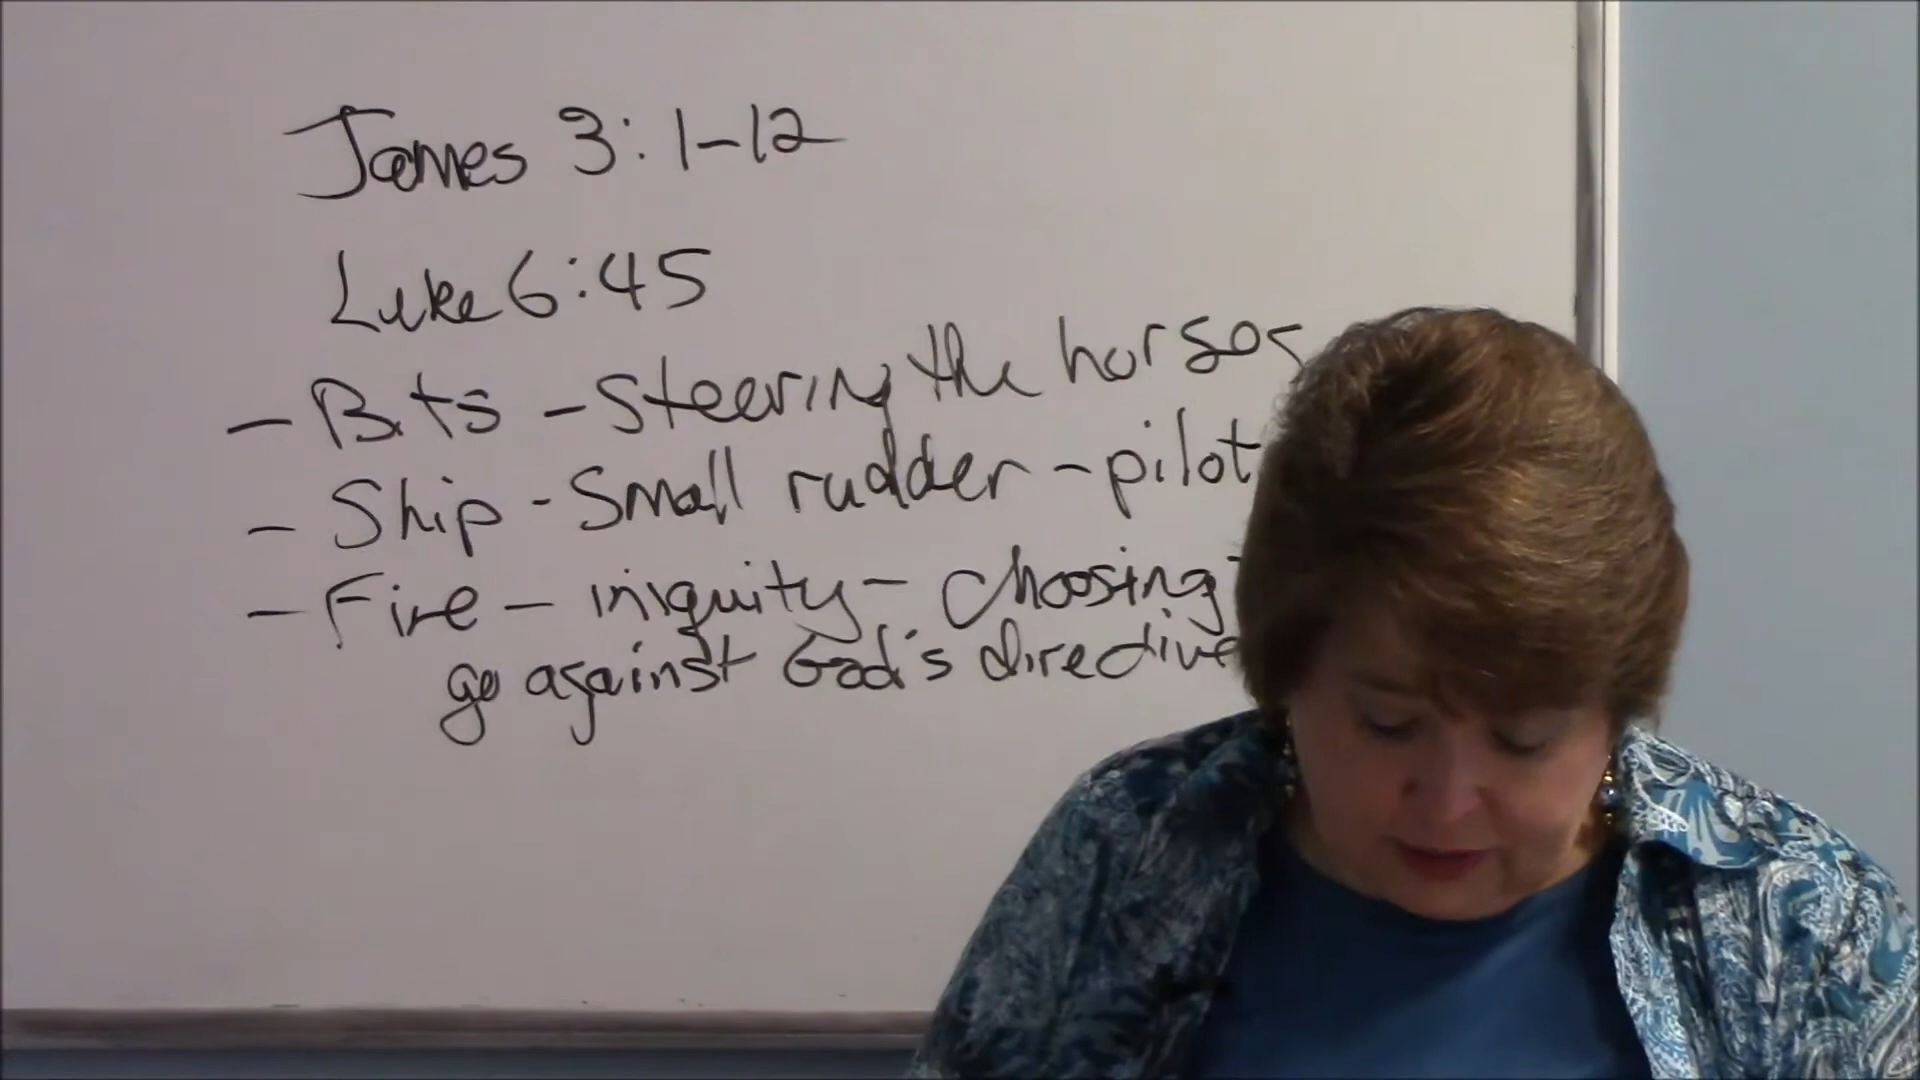 James 3:1-12
Luke 6:45
- Bits - Steering the horses
- Ship - Small rudder - pilot
- Fire - iniquity - choosing
go against God's directive